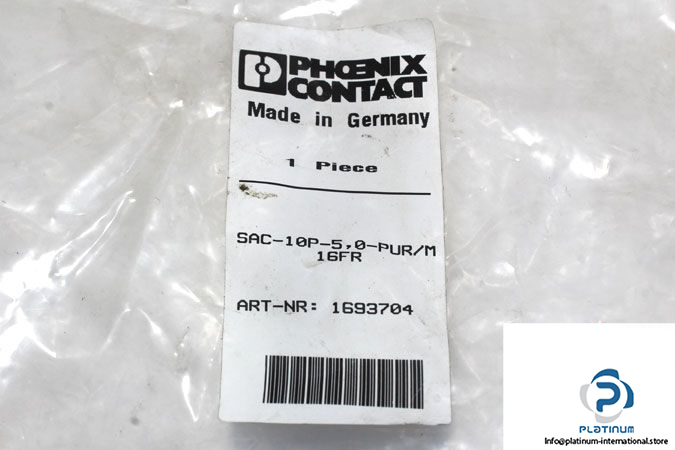 PHŒNIX
CONTACT
Made in Germany
1 Piece
SAC-10P-5,0-PUR/M
16FR
ART-NR: 1693704
PLATINUM
info@platinum-international.store